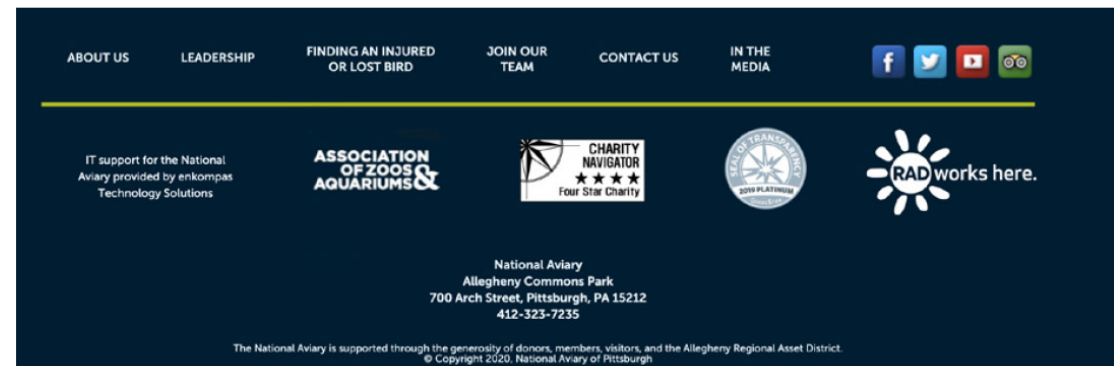 ABOUT US
LEADERSHIP
FINDING AN INJURED
OR LOST BIRD
JOIN OUR
TEAM
CONTACT US
IN THE
MEDIA
f
IT support for the National
Aviary provided by enkompas
Technology Solutions
ASSOCIATION
OF ZOOS
AQUARIUMS &
CHARITY
NAVIGATOR
★★★★
Four Star Charity
SEAL OF TRANSPARENCY
2019 PLATINUM
GuideStar
RAD works here.
National Aviary
Allegheny Commons Park
700 Arch Street, Pittsburgh, PA 15212
412-323-7235
The National Aviary is supported through the generosity of donors, members, visitors, and the Allegheny Regional Asset District.
© Copyright 2020, National Aviary of Pittsburgh